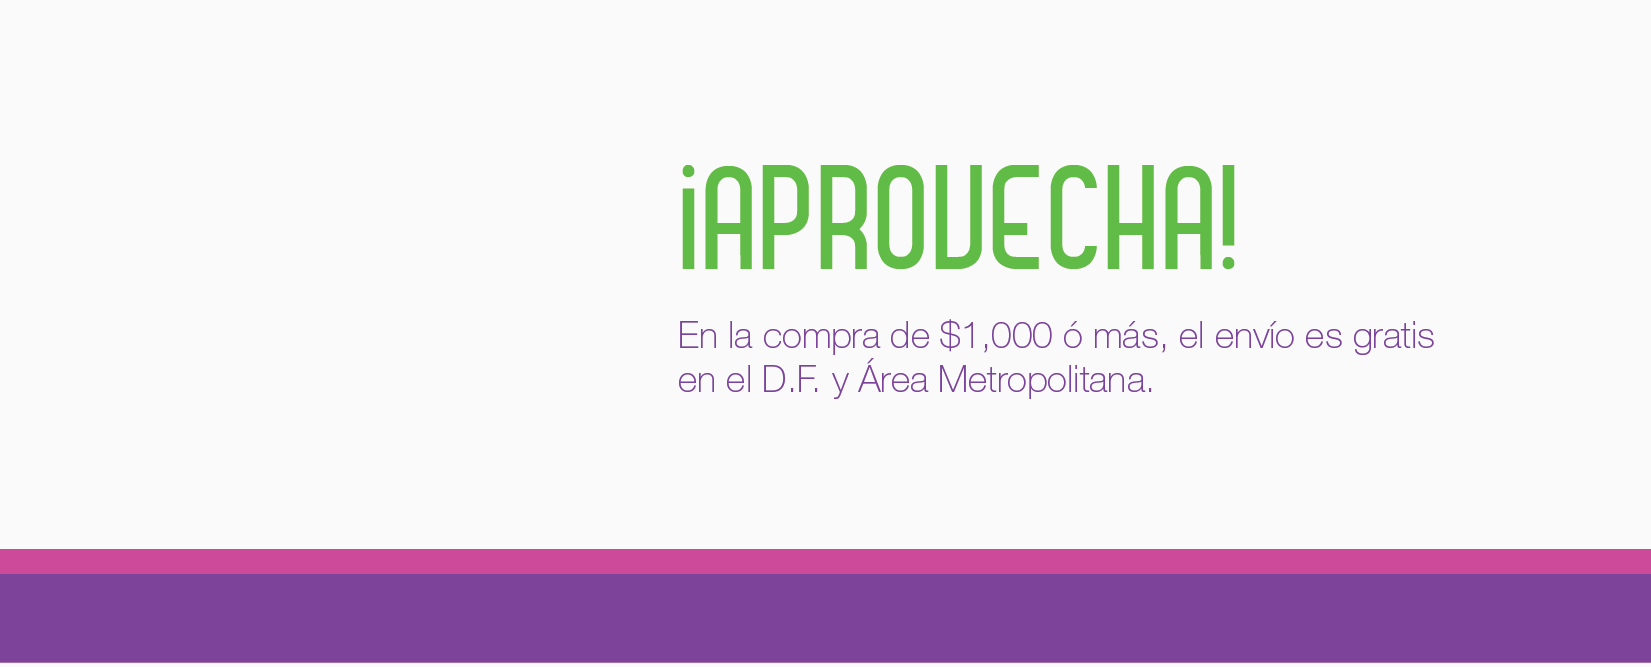 ¡APROVECHA!
En la compra de $1,000 ó más, el envío es gratis
en el D.F. y Área Metropolitana.